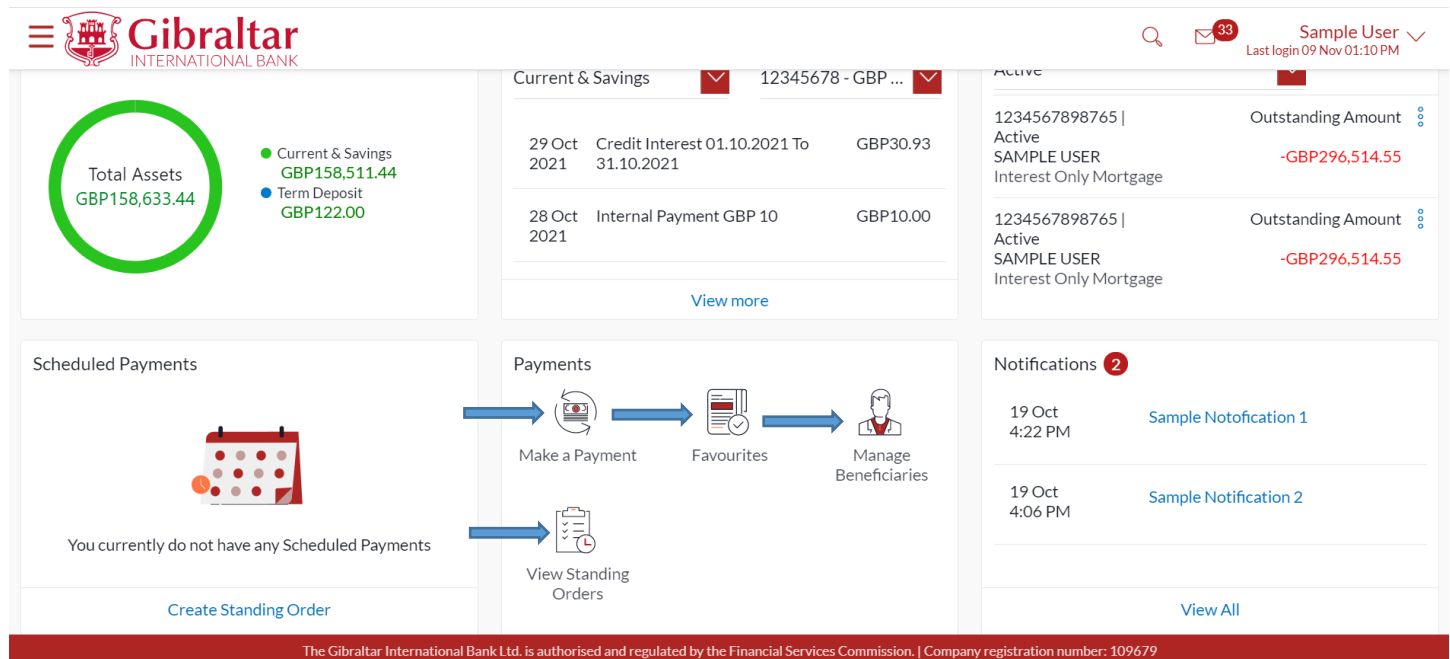 Gibraltar
INTERNATIONAL BANK
33
Sample User
Last login 09 Nov 01:10 PM
Total Assets
GBP158,633.44
Current & Savings
GBP158,511.44
Term Deposit
GBP122.00
Current & Savings
12345678 - GBP ...
29 Oct 2021
Credit Interest 01.10.2021 To 31.10.2021
GBP30.93
28 Oct 2021
Internal Payment GBP 10
GBP10.00
View more
Active
1234567898765 |
Active
SAMPLE USER
Interest Only Mortgage
Outstanding Amount
-GBP296,514.55
1234567898765 |
Active
SAMPLE USER
Interest Only Mortgage
Outstanding Amount
-GBP296,514.55
Scheduled Payments
You currently do not have any Scheduled Payments
Create Standing Order
Payments
Make a Payment
Favourites
Manage
Beneficiaries
View Standing
Orders
Notifications 2
19 Oct
4:22 PM
Sample Notofication 1
19 Oct
4:06 PM
Sample Notification 2
View All
The Gibraltar International Bank Ltd. is authorised and regulated by the Financial Services Commission. | Company registration number: 109679